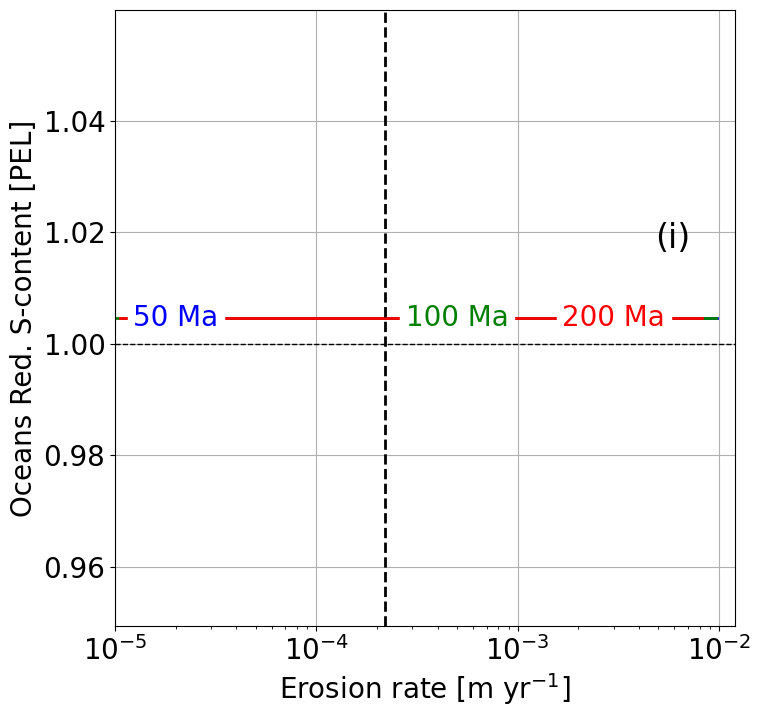 Oceans Red. S-content [PEL]
1.04
1.02
1.00
0.98
0.96
(i)
50 Ma 100 Ma 200 Ma
10⁻⁵ 10⁻⁴ 10⁻³ 10⁻²
Erosion rate [m yr⁻¹]